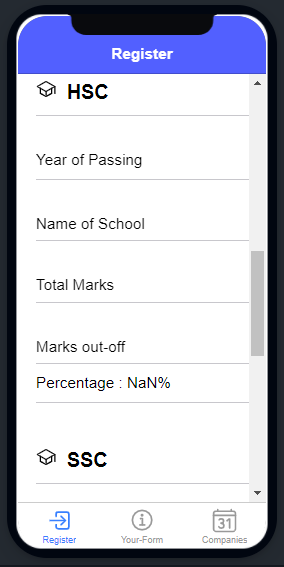 Register
HSC
Year of Passing
Name of School
Total Marks
Marks out-off
Percentage : NaN%
SSC
31
Register
Your-Form
Companies